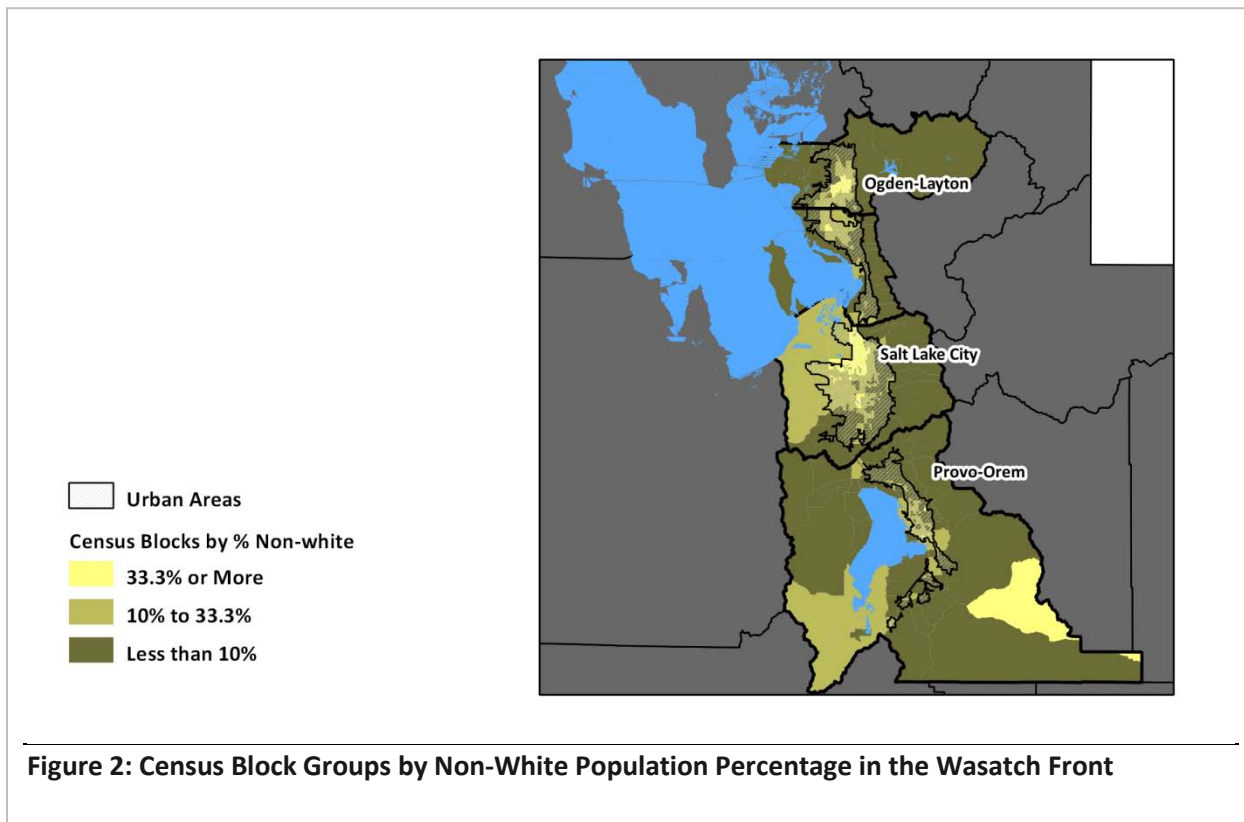 Ogden-Layton
Salt Lake City
Provo-Orem
Urban Areas
Census Blocks by % Non-white
33.3% or More
10% to 33.3%
Less than 10%
Figure 2: Census Block Groups by Non-White Population Percentage in the Wasatch Front